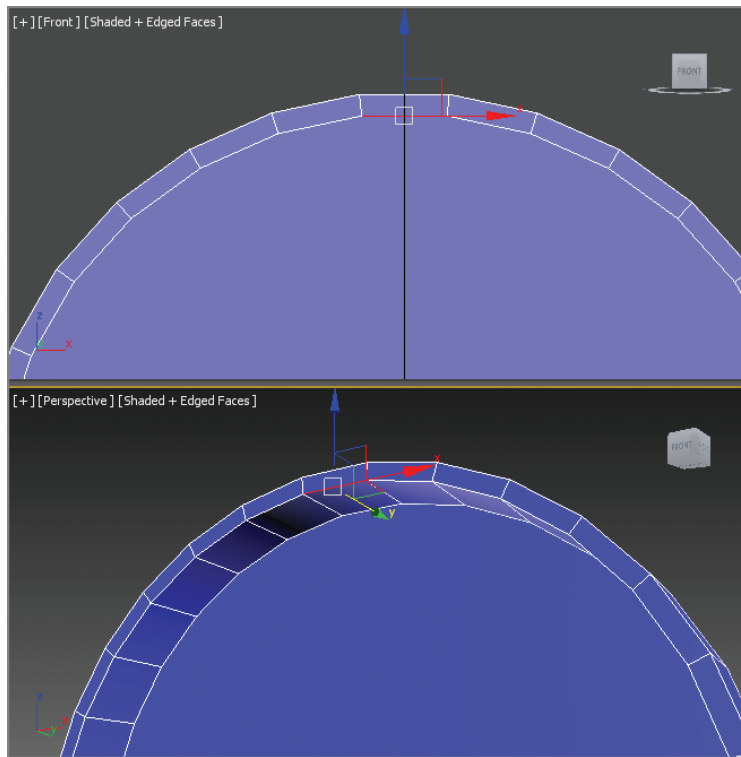 [+] [Front] [Shaded + Edged Faces]
FRONT
x
z
x
[+] [Perspective] [Shaded + Edged Faces]
FRONT
x
y
z
x
y